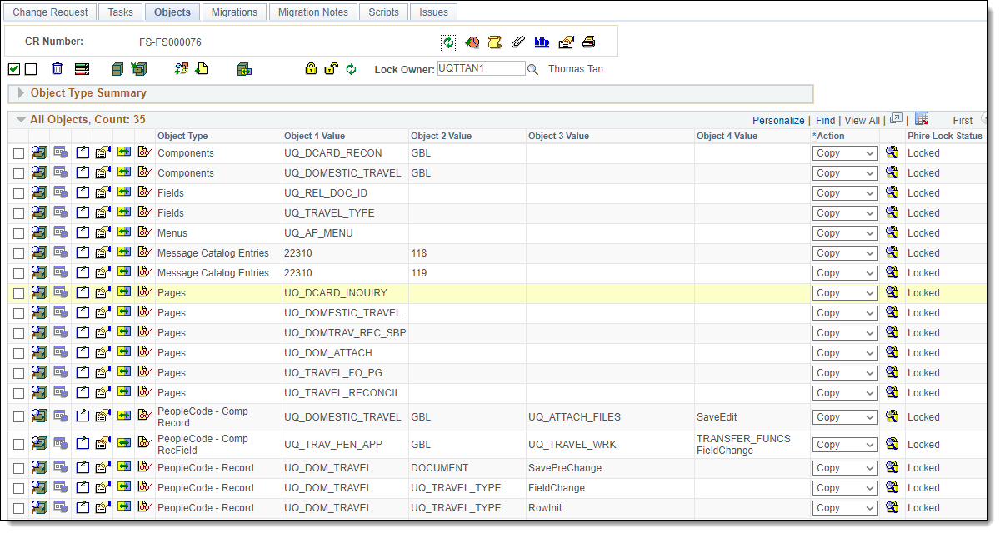 Change Request Tasks Objects Migrations Migration Notes Scripts Issues
CR Number: FS-FS000076 http
Lock Owner: UQTTAN1 Thomas Tan
Object Type Summary
All Objects, Count: 35 Personalize | Find | View All | | First
Object Type Object 1 Value Object 2 Value Object 3 Value Object 4 Value *Action Phire Lock Status
Components UQ_DCARD_RECON GBL Copy Locked
Components UQ_DOMESTIC_TRAVEL GBL Copy Locked
Fields UQ_REL_DOC_ID Copy Locked
Fields UQ_TRAVEL_TYPE Copy Locked
Menus UQ_AP_MENU Copy Locked
Message Catalog Entries 22310 118 Copy Locked
Message Catalog Entries 22310 119 Copy Locked
Pages UQ_DCARD_INQUIRY Copy Locked
Pages UQ_DOMESTIC_TRAVEL Copy Locked
Pages UQ_DOMTRAV_REC_SBP Copy Locked
Pages UQ_DOM_ATTACH Copy Locked
Pages UQ_TRAVEL_FO_PG Copy Locked
Pages UQ_TRAVEL_RECONCIL Copy Locked
PeopleCode - Comp
Record UQ_DOMESTIC_TRAVEL GBL UQ_ATTACH_FILES SaveEdit Copy Locked
PeopleCode - Comp
RecField UQ_TRAV_PEN_APP GBL UQ_TRAVEL_WRK TRANSFER_FUNCS
FieldChange Copy Locked
PeopleCode - Record UQ_DOM_TRAVEL DOCUMENT SavePreChange Copy Locked
PeopleCode - Record UQ_DOM_TRAVEL UQ_TRAVEL_TYPE FieldChange Copy Locked
PeopleCode - Record UQ_DOM_TRAVEL UQ_TRAVEL_TYPE RowInit Copy Locked